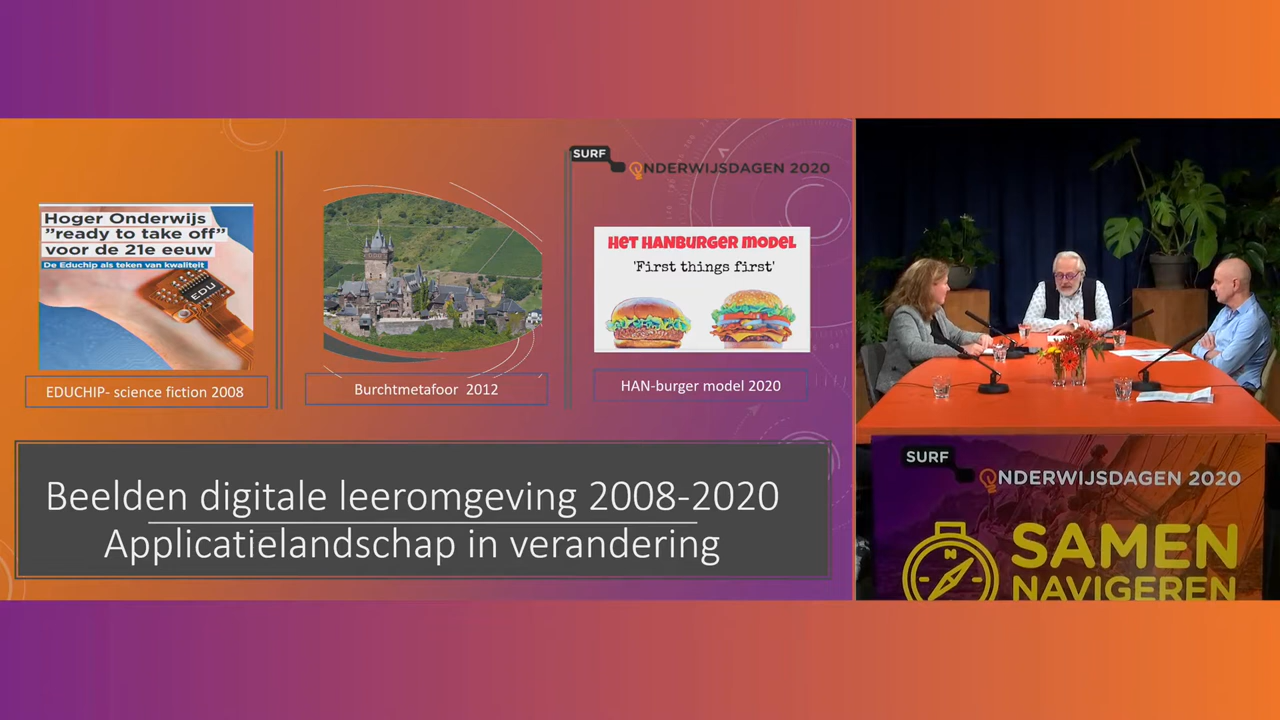 SURF
ONDERWIJSDAGEN 2020
Hoger Onderwijs
”ready to take off”
voor de 21e eeuw
De Educhip als teken van kwaliteit
EDU
EDUCHIP- science fiction 2008
Burchtmetafoor 2012
HET HANBURGER MODEL
'First things first'
HAN-burger model 2020
Beelden digitale leeromgeving 2008-2020
Applicatielandschap in verandering
SURF
ONDERWIJSDAGEN 2020
N
SAMEN
NAVIGEREN